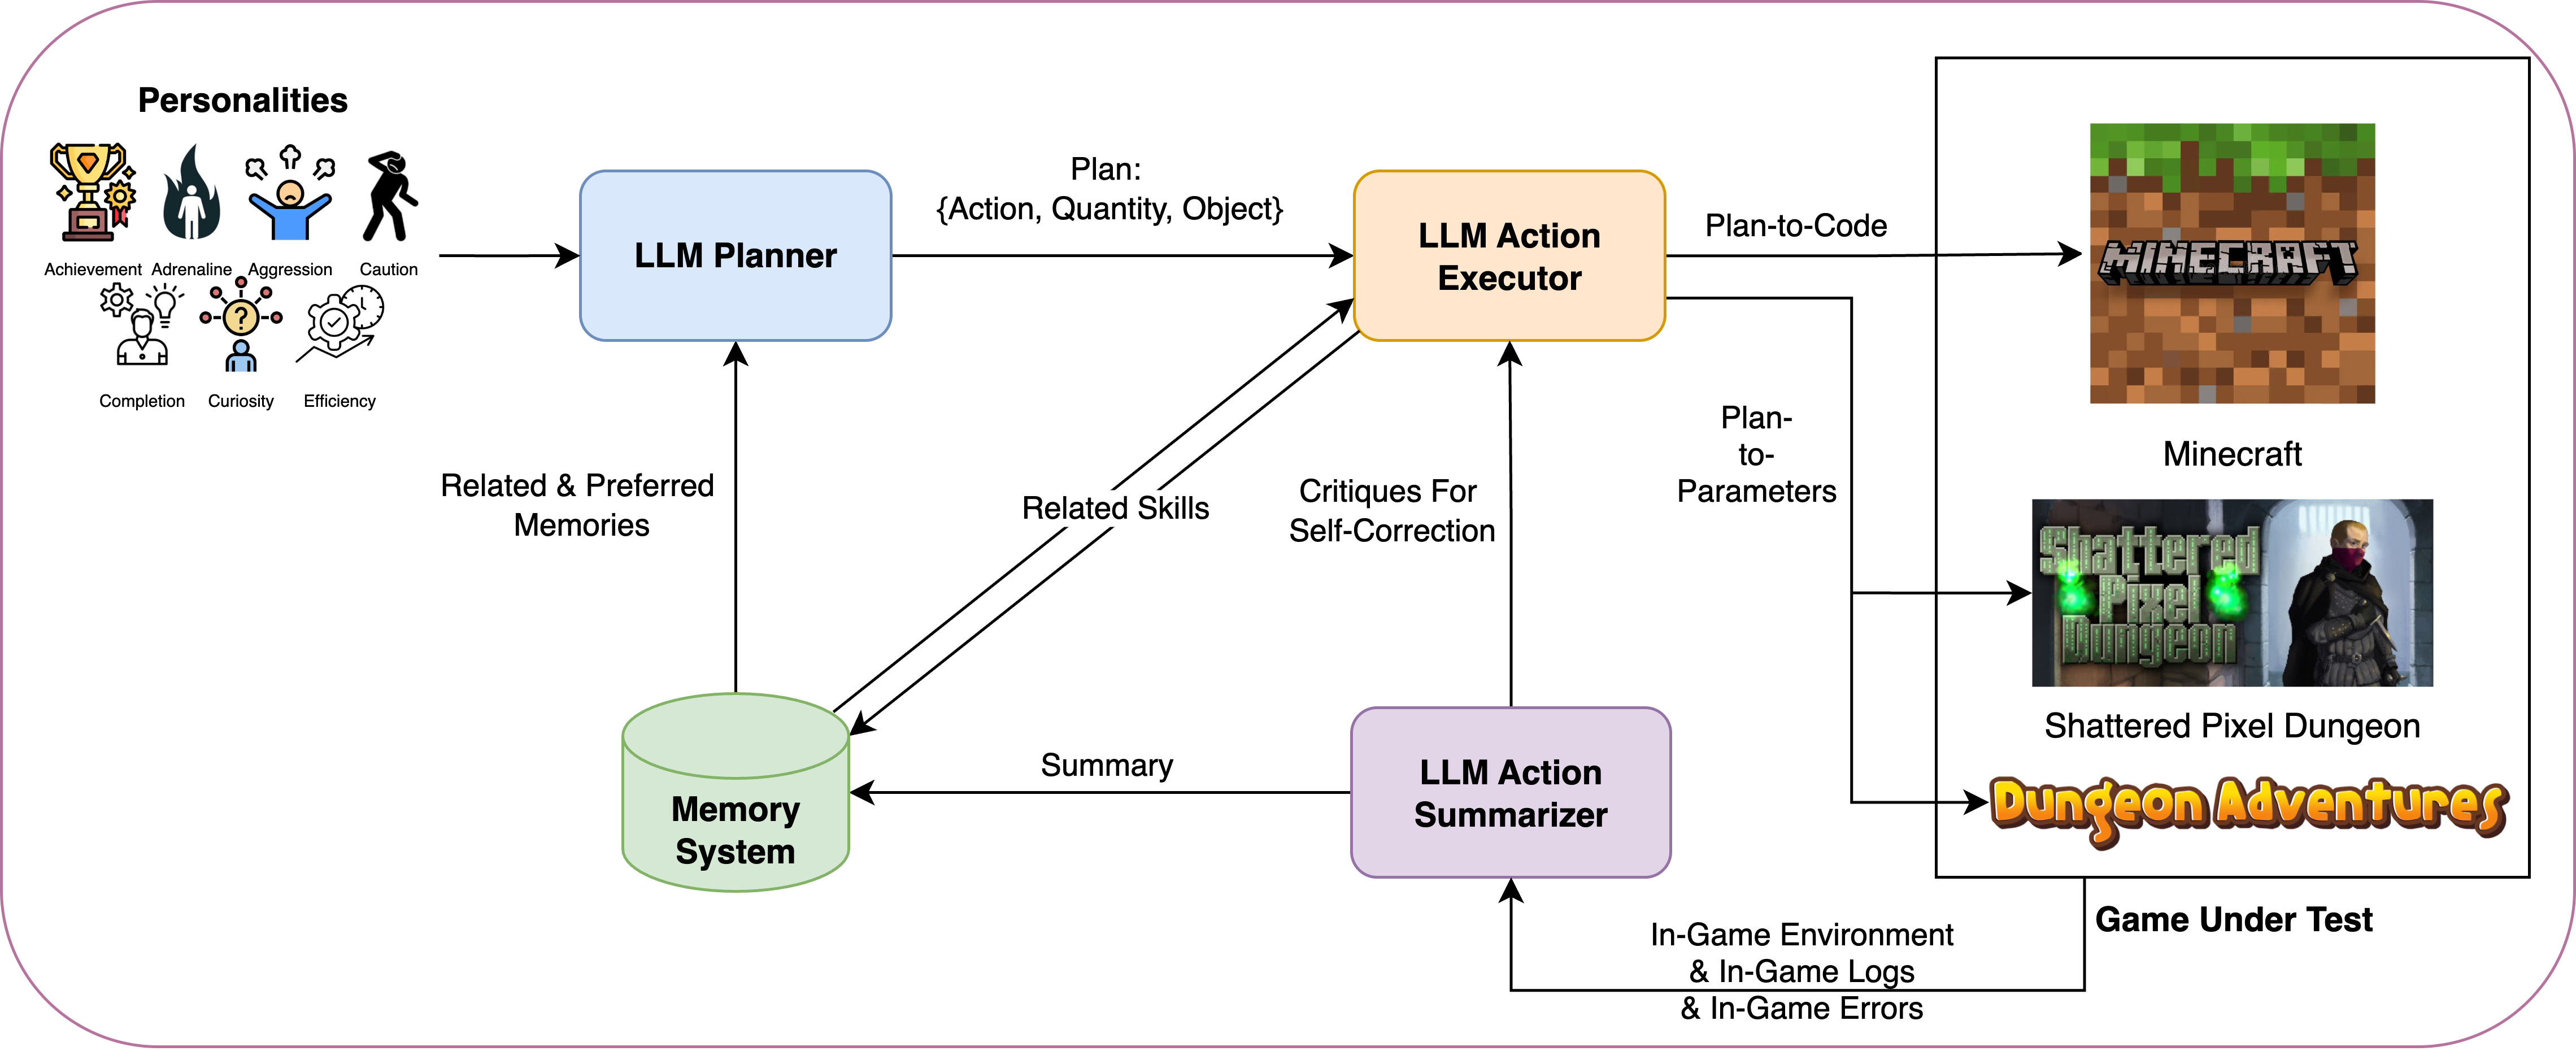 Personalities
Achievement
Adrenaline
Aggression
Caution
?
Completion
Curiosity
Efficiency
LLM Planner
Plan:
{Action, Quantity, Object}
LLM Action
Executor
Plan-to-Code
MINECRAFT
Minecraft
Related & Preferred
Memories
Related Skills
Critiques For
Self-Correction
Plan-
to-
Parameters
Shattered
Pixel
Dungeon
Shattered Pixel Dungeon
Dungeon Adventures
Memory
System
Summary
LLM Action
Summarizer
Game Under Test
In-Game Environment
& In-Game Logs
& In-Game Errors